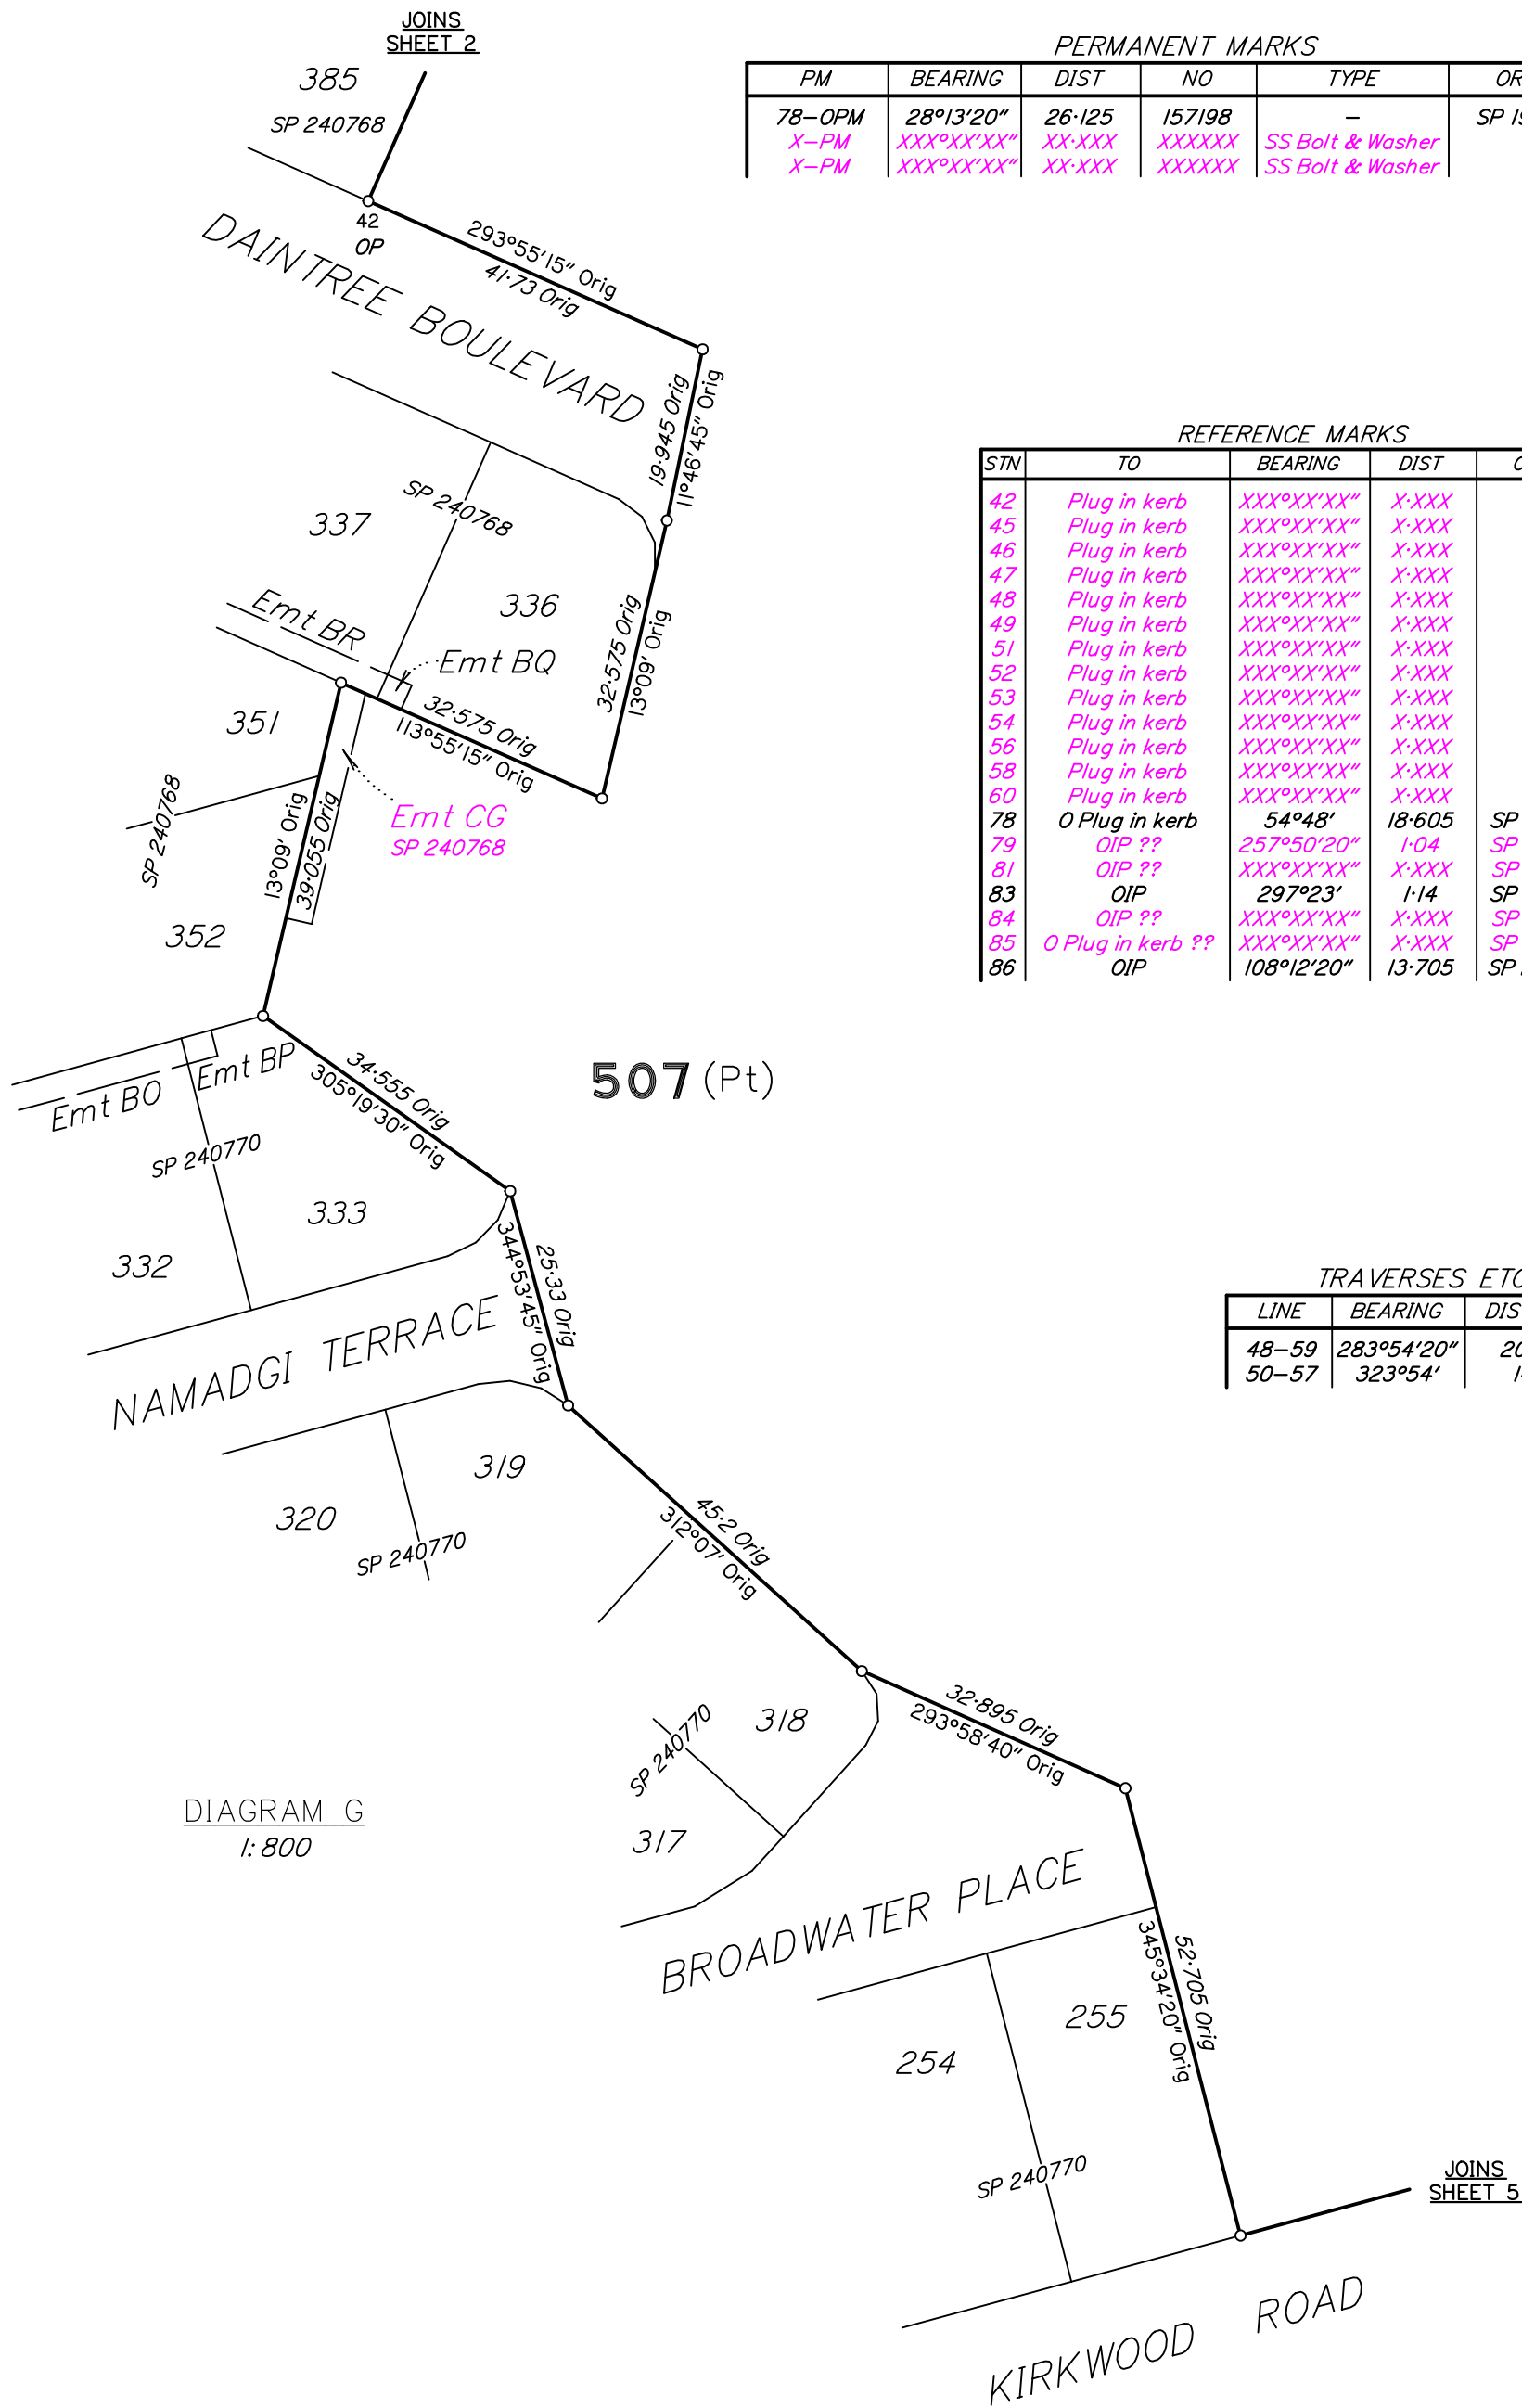 JOINS
SHEET 2
385
SP 240768
42
OP
293°55'15" Orig
41·73 Orig
DAINTREE BOULEVARD
19·945 Orig
11°46'45" Orig
SP 240768
337
336
Emt BR
Emt BQ
32·575 Orig
13°09' Orig
32·575 Orig
113°55'15" Orig
351
SP 240768
13°09' Orig
39·055 Orig
Emt CG
SP 240768
352
Emt BO
Emt BP
34·555 Orig
305°19'30" Orig
507 (Pt)
SP 240770
333
332
25·33 Orig
344°53'45" Orig
NAMADGI TERRACE
319
320
SP 240770
45·2 Orig
312°07' Orig
318
SP 240770
317
32·895 Orig
293°58'40" Orig
DIAGRAM G
1:800
BROADWATER PLACE
52·705 Orig
345°34'20" Orig
255
254
SP 240770
JOINS
SHEET 5
KIRKWOOD ROAD
PERMANENT MARKS
PM BEARING DIST NO TYPE
78-OPM 28°13'20" 26·125 157198 –
X-PM XXX°XX'XX" XX·XXX XXXXXX SS Bolt & Washer
X-PM XXX°XX'XX" XX·XXX XXXXXX SS Bolt & Washer
REFERENCE MARKS
STN TO BEARING DIST
42 Plug in kerb XXX°XX'XX" X·XXX
45 Plug in kerb XXX°XX'XX" X·XXX
46 Plug in kerb XXX°XX'XX" X·XXX
47 Plug in kerb XXX°XX'XX" X·XXX
48 Plug in kerb XXX°XX'XX" X·XXX
49 Plug in kerb XXX°XX'XX" X·XXX
51 Plug in kerb XXX°XX'XX" X·XXX
52 Plug in kerb XXX°XX'XX" X·XXX
53 Plug in kerb XXX°XX'XX" X·XXX
54 Plug in kerb XXX°XX'XX" X·XXX
56 Plug in kerb XXX°XX'XX" X·XXX
58 Plug in kerb XXX°XX'XX" X·XXX
60 Plug in kerb XXX°XX'XX" X·XXX
78 O Plug in kerb 54°48' 18·605 SP
79 OIP ?? 257°50'20" 1·04 SP
81 OIP ?? XXX°XX'XX" X·XXX SP
83 OIP 297°23' 1·14 SP
84 OIP ?? XXX°XX'XX" X·XXX SP
85 O Plug in kerb ?? XXX°XX'XX" X·XXX SP
86 OIP 108°12'20" 13·705 SP
TRAVERSES ETC
LINE BEARING
48-59 283°54'20"
50-57 323°54'